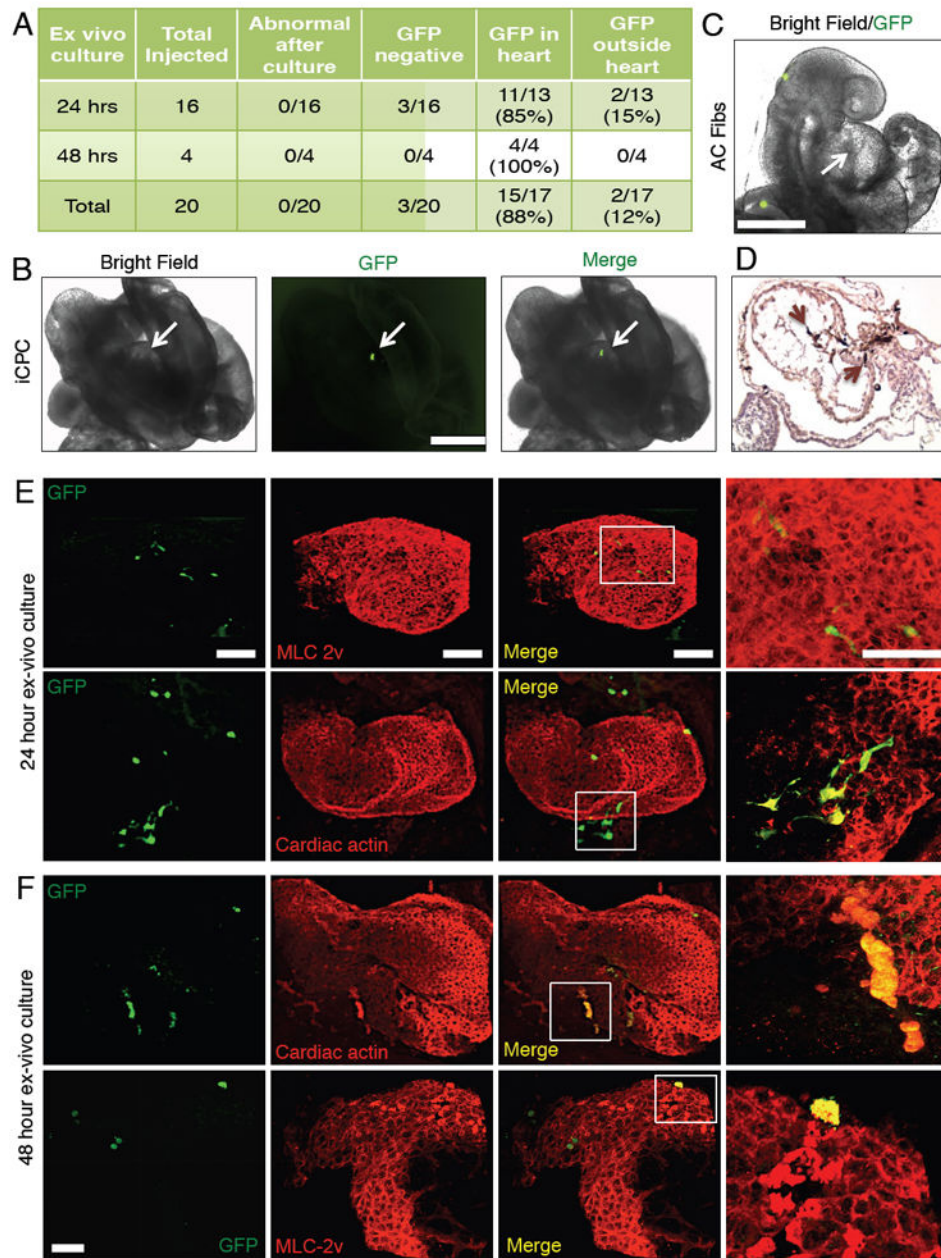 A
Ex vivo culture | Total Injected | Abnormal after culture | GFP negative | GFP in heart | GFP outside heart
24 hrs | 16 | 0/16 | 3/16 | 11/13 (85%) | 2/13 (15%)
48 hrs | 4 | 0/4 | 0/4 | 4/4 (100%) | 0/4
Total | 20 | 0/20 | 3/20 | 15/17 (88%) | 2/17 (12%)
C
Bright Field/GFP
AC Fibs
B
Bright Field
GFP
Merge
iCPC
D
E
24 hour ex-vivo culture
GFP
MLC 2v
Merge
GFP
Cardiac actin
Merge
F
48 hour ex-vivo culture
GFP
Cardiac actin
Merge
GFP
MLC-2v
Merge